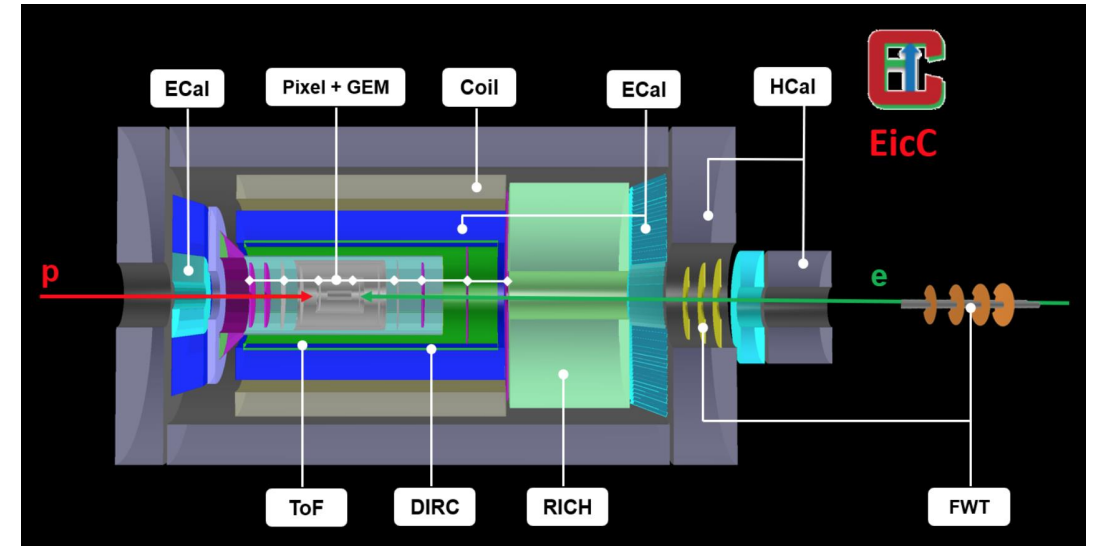 ECal
Pixel + GEM
Coil
ECal
HCal
EicC
p
e
ToF
DIRC
RICH
FWT